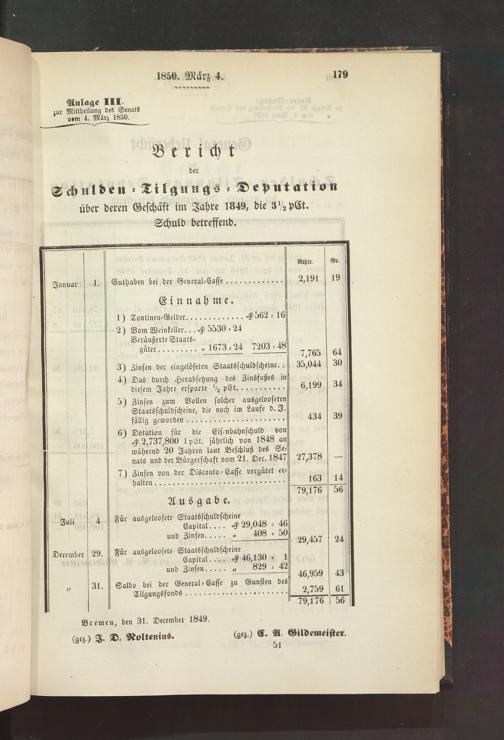 1850. März 4. 179
Anlage III.
zur Mittheilung des Senats
vom 4. März 1850.
Bericht
der
Schulden-Tilgungs-Deputation
über deren Geschäft im Jahre 1849, die 3½ pCt.
Schuld betreffend.
Rthlr. Gr.
Januar 1. Guthaben bei der General-Casse . . . . . . . . . . . . . 2,191 19
Einnahme.
1) Tontinen-Gelder . . . . . . . . . . . . . ₰ 562 = 16
2) Vom Weinkeller . . . ₰ 5530 = 24
Veräußerte Staats-
güter . . . . . . . . . „ 1673 = 24 7203 = 48
7,765 64
3) Zinsen der eingelöseten Staatsschuldscheine . . 35,044 30
4) Das durch Herabsetzung des Zinsfußes in
diesem Jahre ersparte ½ pCt. . . . . . . . . . . 6,199 34
5) Zinsen zum Vollen solcher ausgelooseten
Staatsschuldscheine, die noch im Laufe d. J.
fällig geworden . . . . . . . . . . . . . . . . . . . . 434 39
6) Dotation für die Eisenbahnschuld von
₰ 2,737,800 1 pCt. jährlich von 1848 an
während 20 Jahren laut Beschluß des Se-
nats und der Bürgerschaft vom 21. Dec. 1847 27,378 —
7) Zinsen von der Disconto-Casse vergütet er-
halten . . . . . . . . . . . . . . . . . . . . . . . . . . 163 14
79,176 56
Ausgabe.
Juli 4 Für ausgeloosete Staatsschuldscheine
Capital . . . . ₰ 29,048 = 46
und Zinsen . . . . . „ 408 = 50
29,457 24
December 29. Für ausgeloosete Staatsschuldscheine
Capital . . . . ₰ 46,130 = 1
und Zinsen . . . . . „ 829 = 42
46,959 43
„ 31. Saldo bei der General-Casse zu Gunsten des
Tilgungsfonds . . . . . . . . . . . . . . . . . . . . 2,759 61
79,176 56
Bremen, den 31. December 1849.
(gez.) J. D. Noltenius. (gez.) C. A. Gildemeister.
51